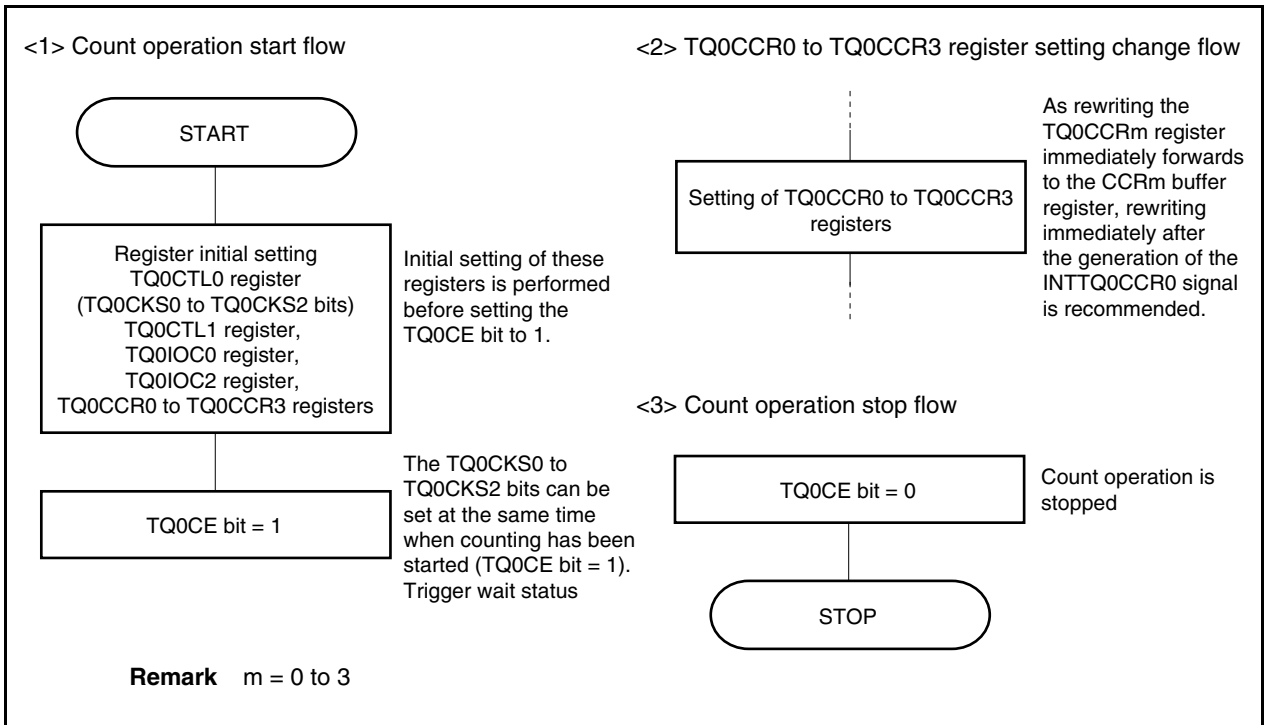 <1> Count operation start flow
START
Register initial setting
TQ0CTL0 register
(TQ0CKS0 to TQ0CKS2 bits)
TQ0CTL1 register,
TQ0IOC0 register,
TQ0IOC2 register,
TQ0CCR0 to TQ0CCR3 registers
Initial setting of these
registers is performed
before setting the
TQ0CE bit to 1.
TQ0CE bit = 1
The TQ0CKS0 to
TQ0CKS2 bits can be
set at the same time
when counting has been
started (TQ0CE bit = 1).
Trigger wait status
<2> TQ0CCR0 to TQ0CCR3 register setting change flow
Setting of TQ0CCR0 to TQ0CCR3
registers
As rewriting the
TQ0CCRm register
immediately forwards
to the CCRm buffer
register, rewriting
immediately after
the generation of the
INTTQ0CCR0 signal
is recommended.
<3> Count operation stop flow
TQ0CE bit = 0
Count operation is
stopped
STOP
Remark m = 0 to 3